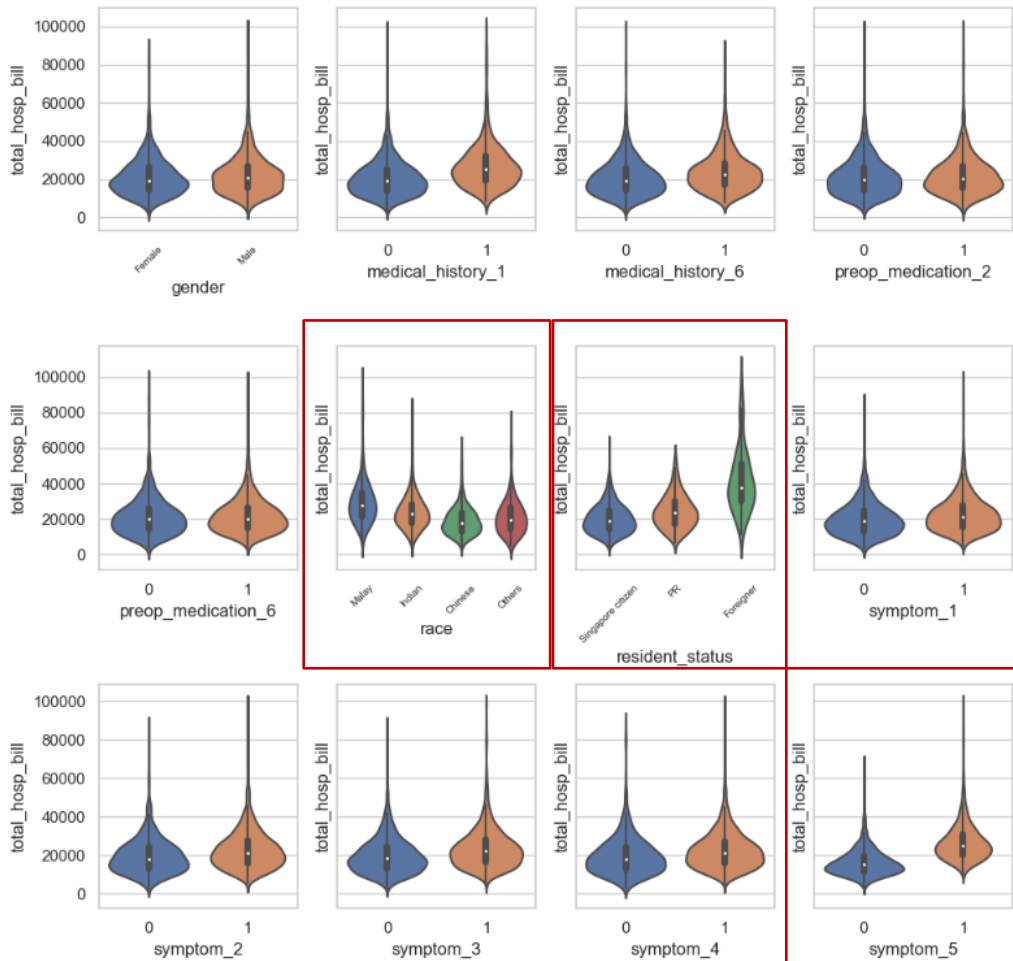 total_hosp_bill
100000
80000
60000
40000
20000
0
Female
Male
gender
total_hosp_bill
0 1
medical_history_1
total_hosp_bill
0 1
medical_history_6
total_hosp_bill
0 1
preop_medication_2
total_hosp_bill
100000
80000
60000
40000
20000
0
0 1
preop_medication_6
total_hosp_bill
Malay
Indian
Chinese
Others
race
total_hosp_bill
Singapore citizen
PR
Foreigner
resident_status
total_hosp_bill
0 1
symptom_1
total_hosp_bill
100000
80000
60000
40000
20000
0
0 1
symptom_2
total_hosp_bill
0 1
symptom_3
total_hosp_bill
0 1
symptom_4
total_hosp_bill
0 1
symptom_5